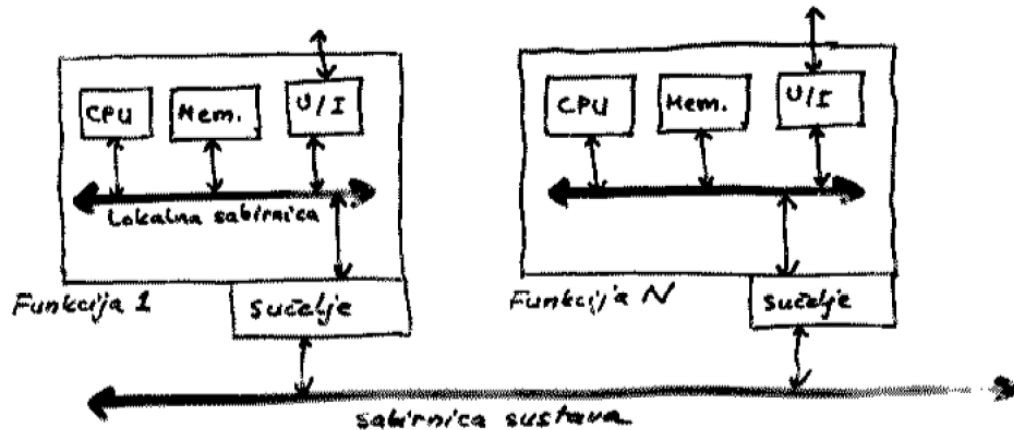 CPU
Mem.
U/I
Lokalna sabirnica
Funkcija 1
Sučelje
CPU
Mem.
U/I
Funkcija N
Sučelje
sabirnica sustava